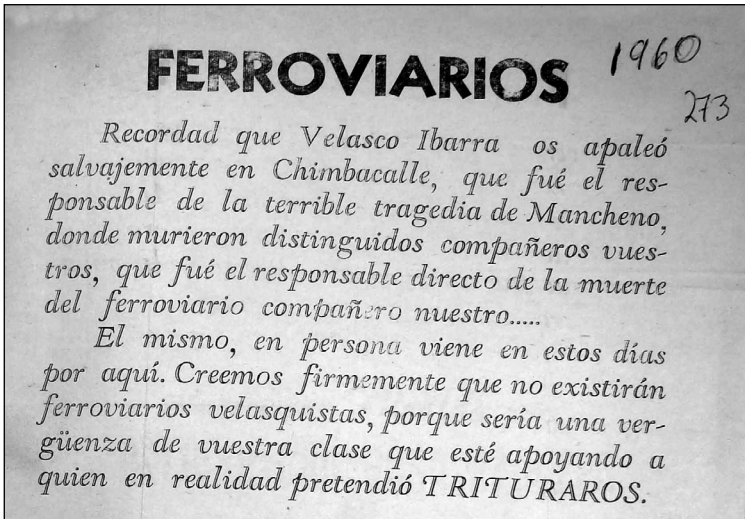 FERROVIARIOS
1960
273
Recordad que Velasco Ibarra os apaleó
salvajemente en Chimbacalle, que fué el res-
ponsable de la terrible tragedia de Mancheno,
donde murieron distinguidos compañeros vues-
tros, que fué el responsable directo de la muerte
del ferroviario compañero nuestro.....
El mismo, en persona viene en estos días
por aquí. Creemos firmemente que no existirán
ferroviarios velasquistas, porque sería una ver-
güenza de vuestra clase que esté apoyando a
quien en realidad pretendió TRITURAROS.